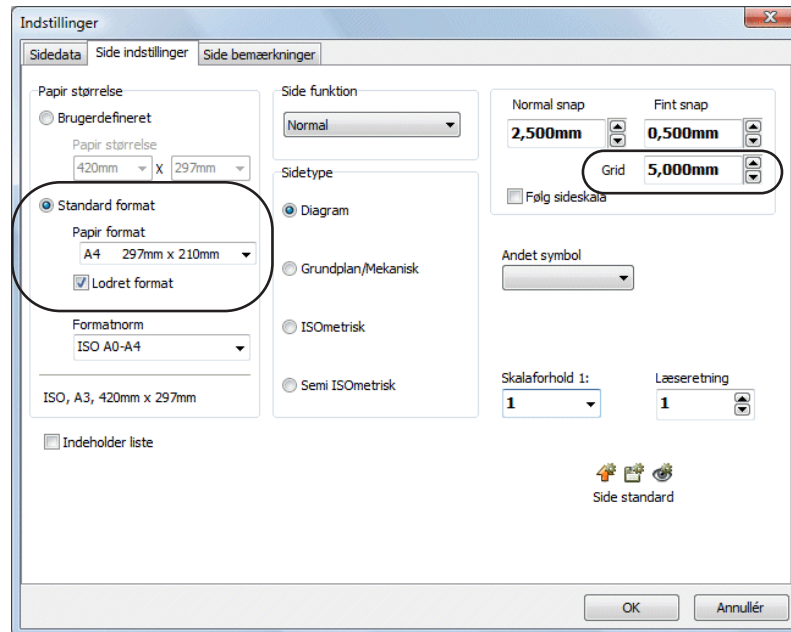 Indstillinger
Sidedata
Side indstillinger
Side bemærkninger
Papir størrelse
Brugerdefineret
Papir størrelse
420mm X 297mm
Standard format
Papir format
A4 297mm x 210mm
Lodret format
Formatnorm
ISO A0-A4
ISO, A3, 420mm x 297mm
Indeholder liste
Side funktion
Normal
Sidetype
Diagram
Grundplan/Mekanisk
ISOmetrisk
Semi ISOmetrisk
Normal snap
Fint snap
2,500mm
0,500mm
Grid 5,000mm
Følg sideskala
Andet symbol
Skalaforhold 1:
Læseretning
1
1
Side standard
OK
Annullér